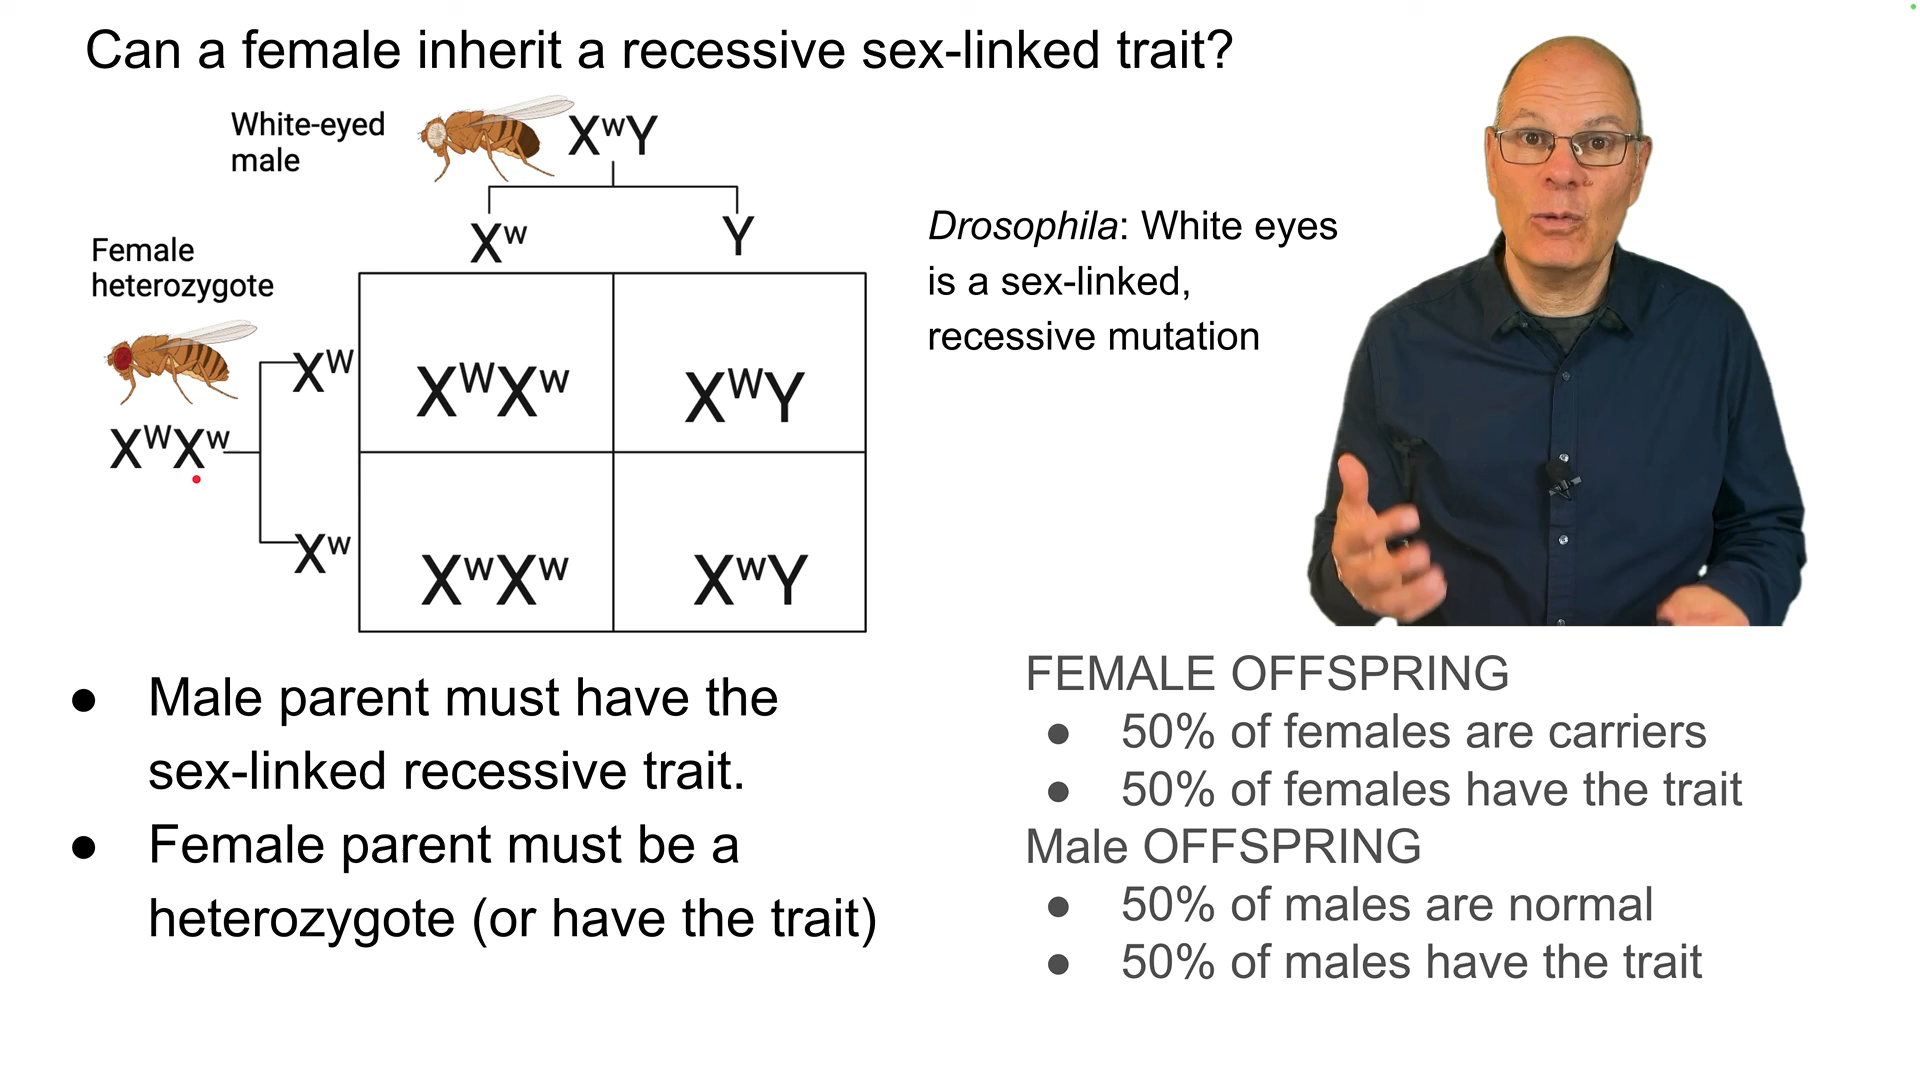 Can a female inherit a recessive sex-linked trait?
White-eyed
male
XʷY
Xʷ
Y
Female
heterozygote
XᵂXʷ
Xᵂ
Xʷ
XᵂXʷ
XᵂY
XʷXʷ
XʷY
Drosophila: White eyes
is a sex-linked,
recessive mutation
● Male parent must have the
sex-linked recessive trait.
● Female parent must be a
heterozygote (or have the trait)
FEMALE OFFSPRING
● 50% of females are carriers
● 50% of females have the trait
Male OFFSPRING
● 50% of males are normal
● 50% of males have the trait